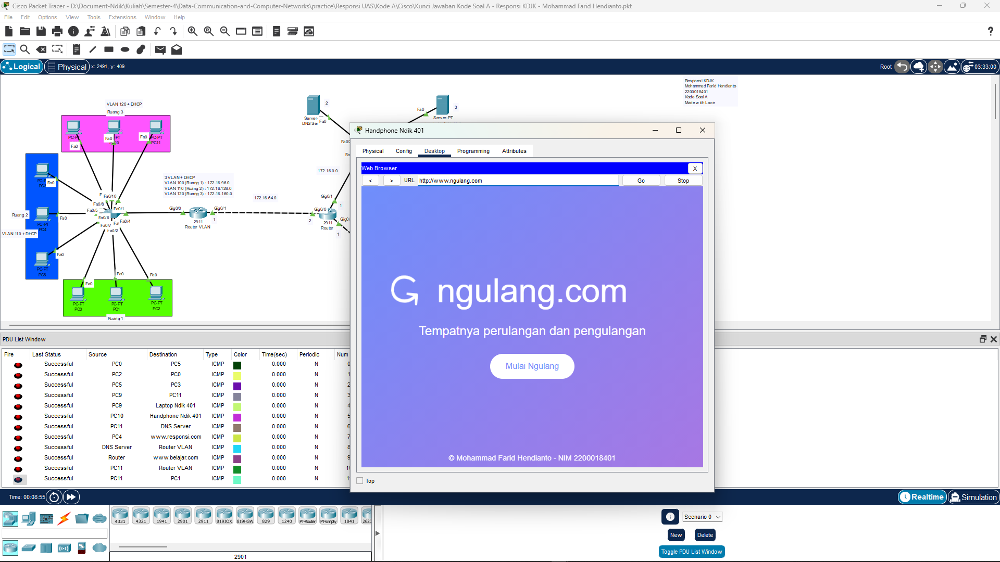 Cisco Packet Tracer - D:\Document-Ndik\Kuliah\Semester-4\Data-Communication-and-Computer-Networks\practice\Responsi UAS\Kode A\Cisco\Kunci Jawaban Kode Soal A - Responsi KDJK - Mohammad Farid Hendianto.pkt
File Edit Options View Tools Extensions Window Help
Logical Physical x: 2491, y: 409 Root 03:33:00
Responsi KDJK
Mohammad Farid Hendianto
2200018401
Kode Soal A
Made with Love
VLAN 120 + DHCP
Ruang 3
Fa0
Fa0
Fa0
PC11
2
Server-
DNS Ser
Fa0
Fa0
3
Server-PT
172.16.0.0
3 VLAN + DHCP
VLAN 100 (Ruang 1) : 172.16.96.0
VLAN 110 (Ruang 2) : 172.16.128.0
VLAN 120 (Ruang 3) : 172.16.160.0
172.16.64.0
Fa0
Fa0/10
Fa0/8
Fa0/1
Fa0/5
Fa0/6
Fa0/4
Fa0/7
Fa0/2
Gig0/0
Gig0/1
2911
Router VLAN
1
Gig0/1
1
Gig0/0
2
2911
Router
1
Ruang 2
VLAN 110 + DHCP
PC-PT
PC4
Fa0
Fa0
PC-PT
PC5
Fa0
Fa0
Fa0
PC-PT
PC0
PC-PT
PC1
PC-PT
PC2
Ruang 1
Handphone Ndik 401
Physical Config Desktop Programming Attributes
Web Browser X
< > URL http://www.ngulang.com Go Stop
ngulang.com
Tempatnya perulangan dan pengulangan
Mulai Ngulang
© Mohammad Farid Hendianto - NIM 2200018401
Top
PDU List Window
Fire Last Status Source Destination Type Color Time(sec) Periodic Num
Successful PC0 PC5 ICMP 0.000 N 0
Successful PC2 PC0 ICMP 0.000 N 1
Successful PC5 PC3 ICMP 0.000 N 2
Successful PC9 PC11 ICMP 0.000 N 3
Successful PC9 Laptop Ndik 401 ICMP 0.000 N 4
Successful PC10 Handphone Ndik 401 ICMP 0.000 N 5
Successful PC11 DNS Server ICMP 0.000 N 6
Successful PC4 www.responsi.com ICMP 0.000 N 7
Successful DNS Server Router VLAN ICMP 0.000 N 8
Successful Router www.belajar.com ICMP 0.000 N 9
Successful PC11 Router VLAN ICMP 0.000 N
Successful PC11 PC1 ICMP 0.000 N
Time: 00:08:55 Realtime Simulation
4331 4321 1941 2901 2911 819IOX 819HGW 829 1240 PT-Router PT-Empty 1841 2620
Scenario 0
New Delete
Toggle PDU List Window
2901